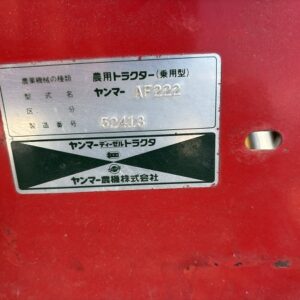 農業機械の種類 農用トラクター(乗用型)
型式名 ヤンマー AF222
区分
製造番号 52413
ヤンマーディーゼルトラクタ
ヤンマー農機株式会社